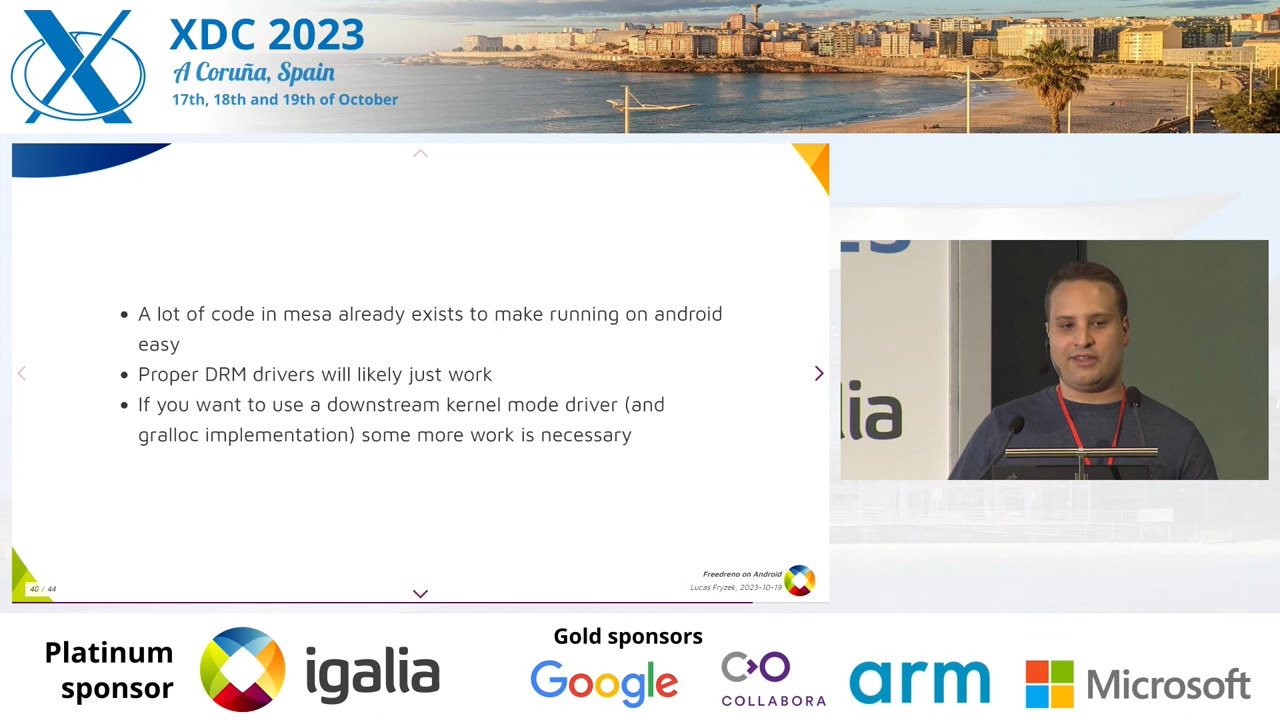 XDC 2023
A Coruña, Spain
17th, 18th and 19th of October
• A lot of code in mesa already exists to make running on android
easy
• Proper DRM drivers will likely just work
• If you want to use a downstream kernel mode driver (and
gralloc implementation) some more work is necessary
40 / 44
Freedreno on Android
Lucas Fryzek, 2023-10-19
lia
Platinum
sponsor
igalia
Gold sponsors
Google
COLLABORA
arm
Microsoft